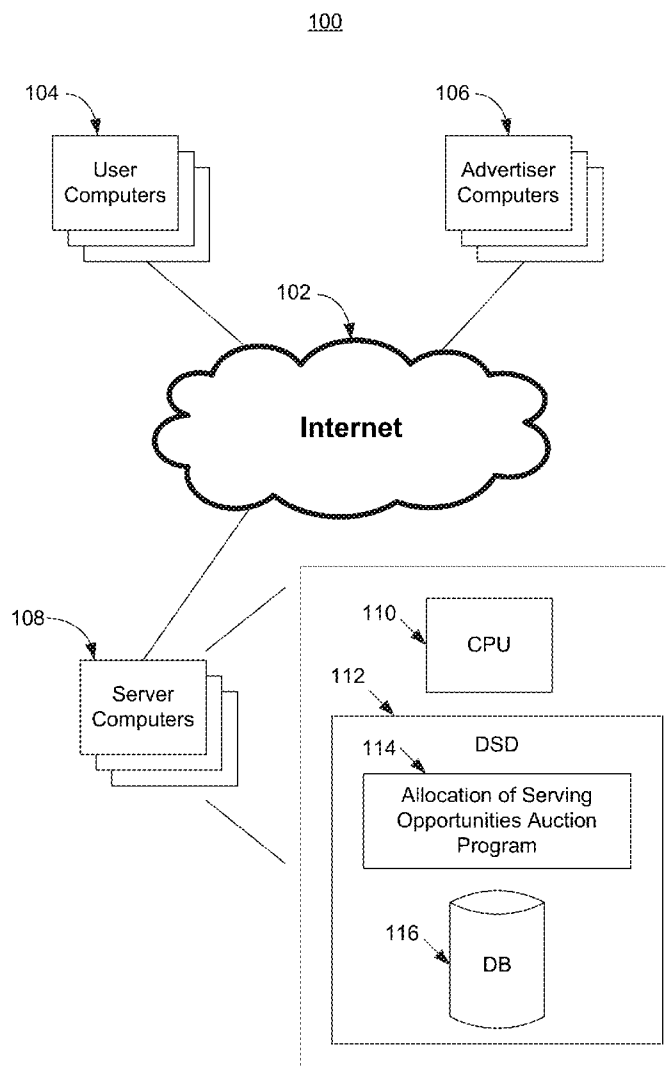 100
104
106
User
Computers
Advertiser
Computers
102
Internet
108
Server
Computers
110
CPU
112
DSD
114
Allocation of Serving
Opportunities Auction
Program
116
DB